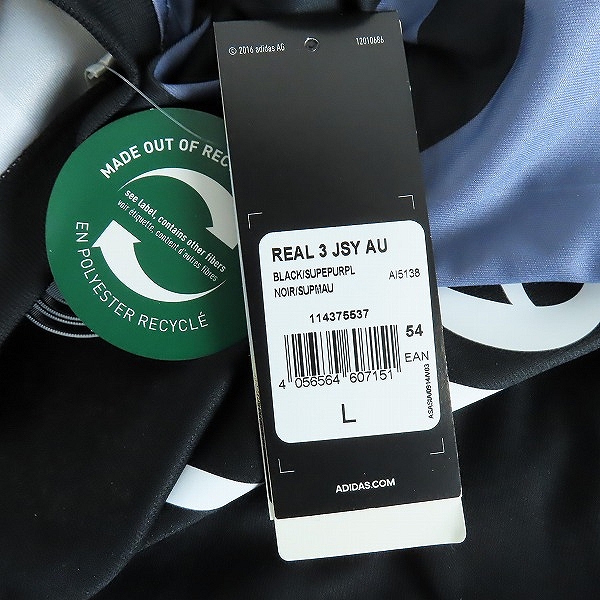 © 2016 adidas AG
12010686
MADE OUT OF REC
see label, contains other fibers
voir étiquette, contient d'autres fibres
EN POLYESTER RECYCLÉ
REAL 3 JSY AU
BLACK/SUPEPURPL
AI5138
NOIR/SUPMAU
114375537
54
EAN
4 056564 607151
L
ADIDAS.COM